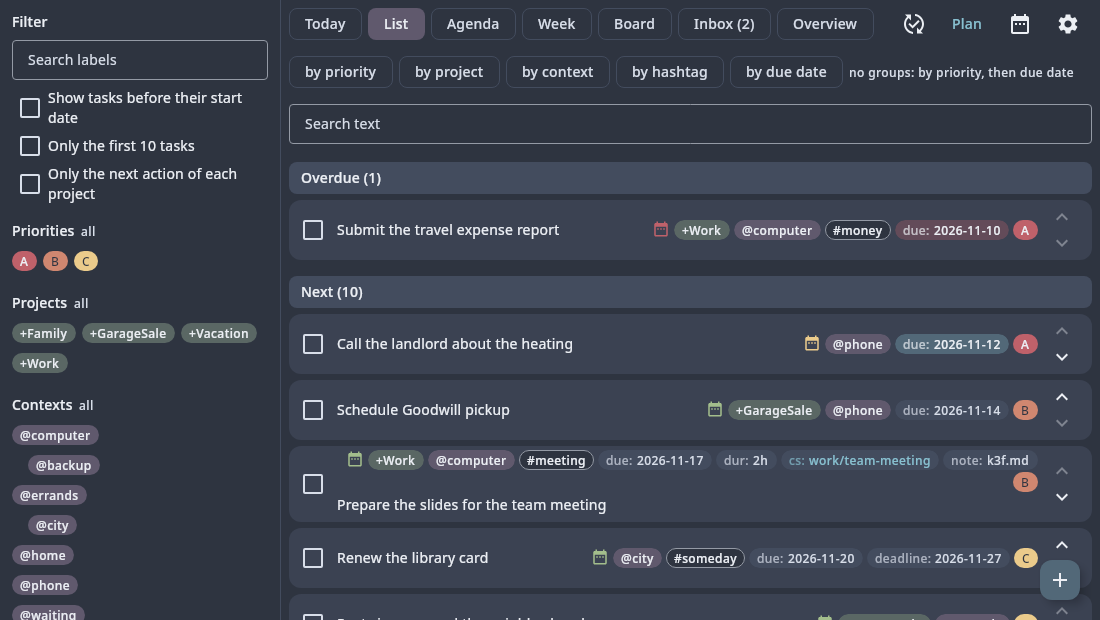 Filter
Search labels
Show tasks before their start
date
Only the first 10 tasks
Only the next action of each
project
Priorities all
A B C
Projects all
+Family +GarageSale +Vacation
+Work
Contexts all
@computer
@backup
@errands
@city
@home
@phone
@waiting
Today List Agenda Week Board Inbox (2) Overview Plan
by priority by project by context by hashtag by due date no groups: by priority, then due date
Search text
Overdue (1)
Submit the travel expense report +Work @computer #money due: 2026-11-10 A
Next (10)
Call the landlord about the heating @phone due: 2026-11-12 A
Schedule Goodwill pickup +GarageSale @phone due: 2026-11-14 B
+Work @computer #meeting due: 2026-11-17 dur: 2h cs: work/team-meeting note: k3f.md
B
Prepare the slides for the team meeting
Renew the library card @city #someday due: 2026-11-20 deadline: 2026-11-27 C
+